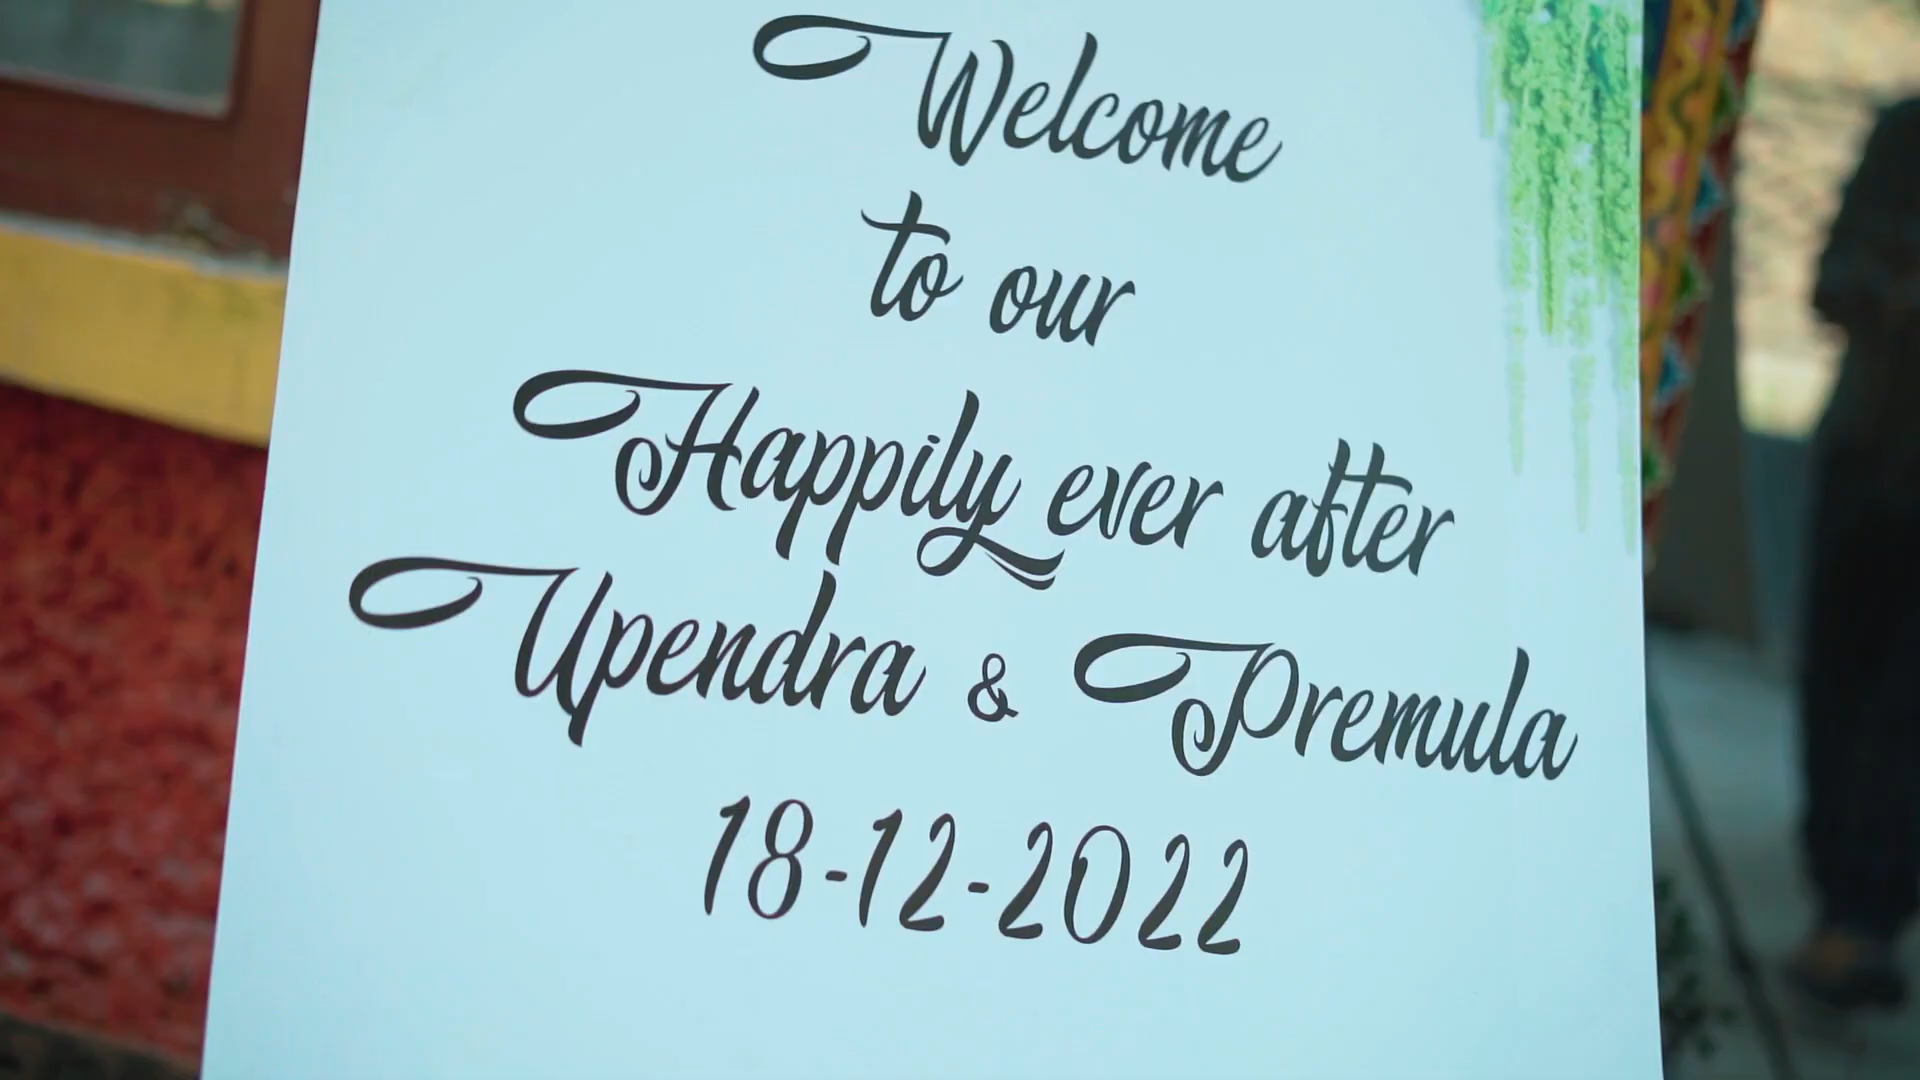 Welcome
to our
Happily ever after
Upendra & Premula
18-12-2022